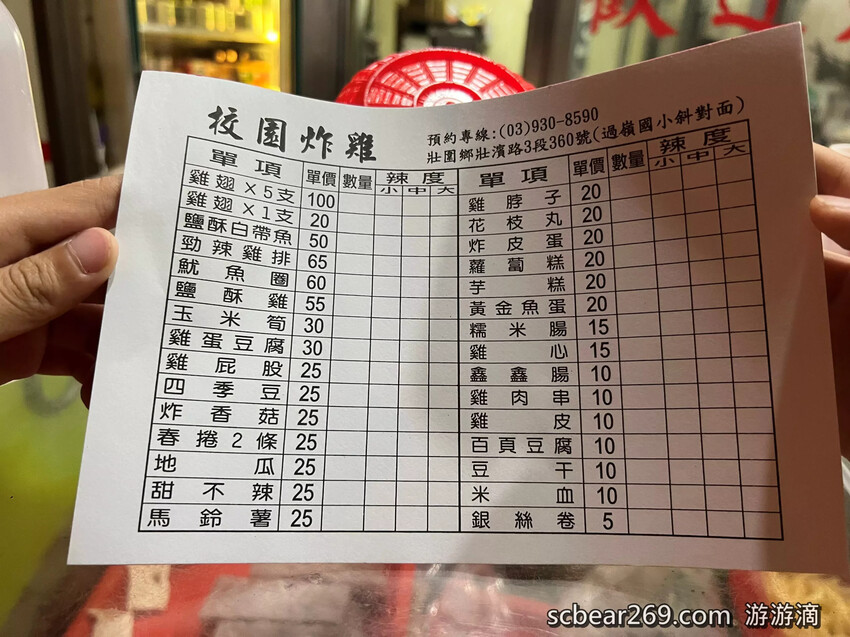 校園炸雞
預約專線:(03)930-8590
壯圍鄉壯濱路3段360號(過嶺國小斜對面)
單項 單價 數量 辣度 小 中 大
雞翅×5支 100
雞翅×1支 20
鹽酥白帶魚 50
勁辣雞排 65
魷魚圈 60
鹽酥雞 55
玉米筍 30
雞蛋豆腐 30
雞屁股 25
四季豆 25
炸香菇 25
春捲2條 25
地瓜 25
甜不辣 25
馬鈴薯 25
單項 單價 數量 辣度 小 中 大
雞脖子 20
花枝丸 20
炸皮蛋 20
蘿蔔糕 20
芋糕 20
黃金魚蛋 20
糯米腸 15
雞心 15
鑫鑫腸 10
雞肉串 10
雞皮 10
百頁豆腐 10
豆干 10
米血 10
銀絲卷 5
scbear269.com 游游滴